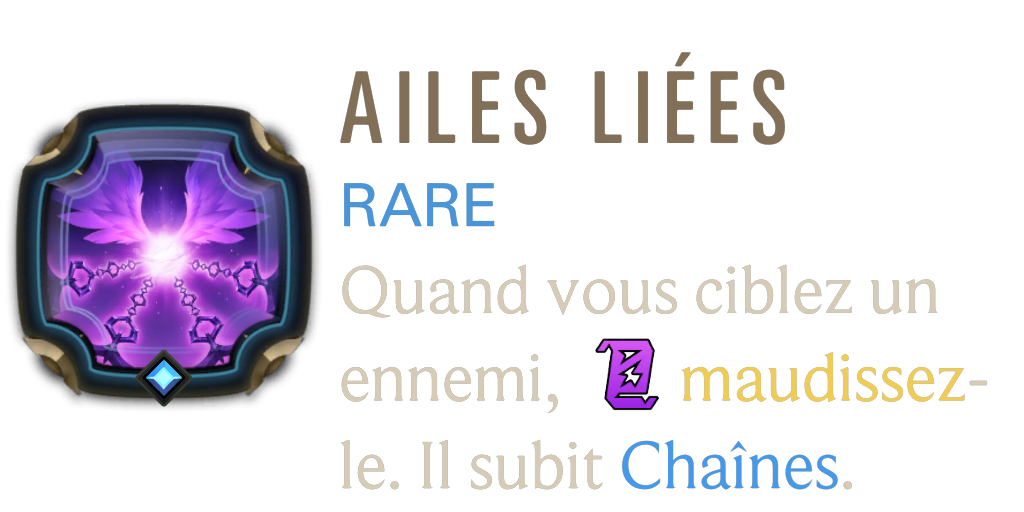 AILES LIÉES
RARE
Quand vous ciblez un
ennemi, maudissez-
le. Il subit Chaînes.